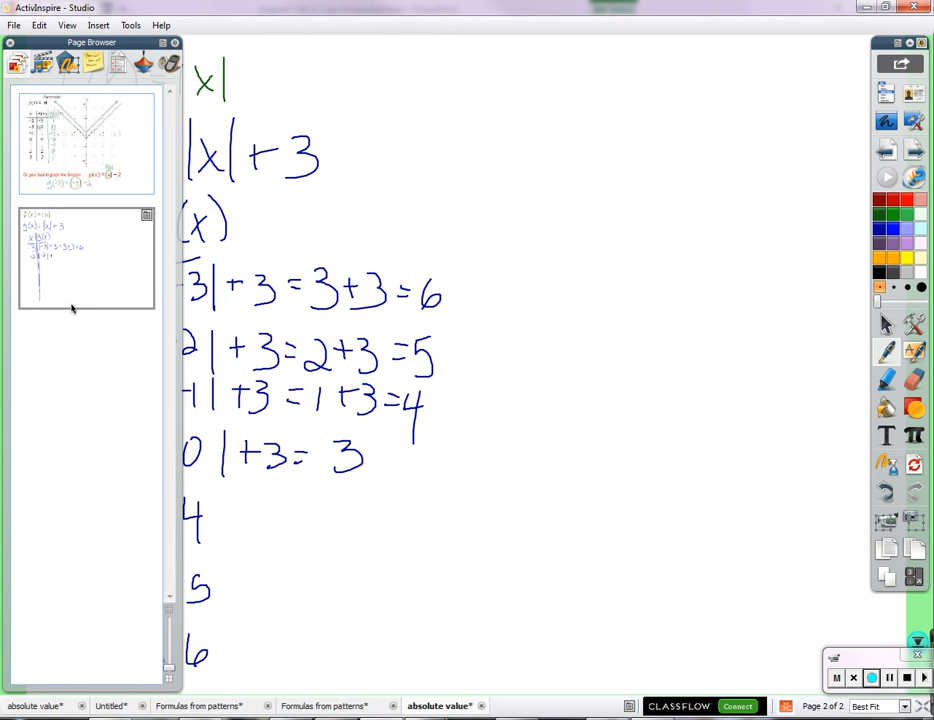 ActivInspire - Studio
File Edit View Insert Tools Help
Page Browser
f(x) = |x|
g(x) = |x| + 3
x g(x)
x|
|x| + 3
(x)
3| + 3 = 3 + 3 = 6
2| + 3 = 2 + 3 = 5
-1| + 3 = 1 + 3 = 4
0| + 3 = 3
4
5
6
absolute value* Untitled* Formulas from patterns* Formulas from patterns* absolute value*
CLASSFLOW Connect
Page 2 of 2 Best Fit
M